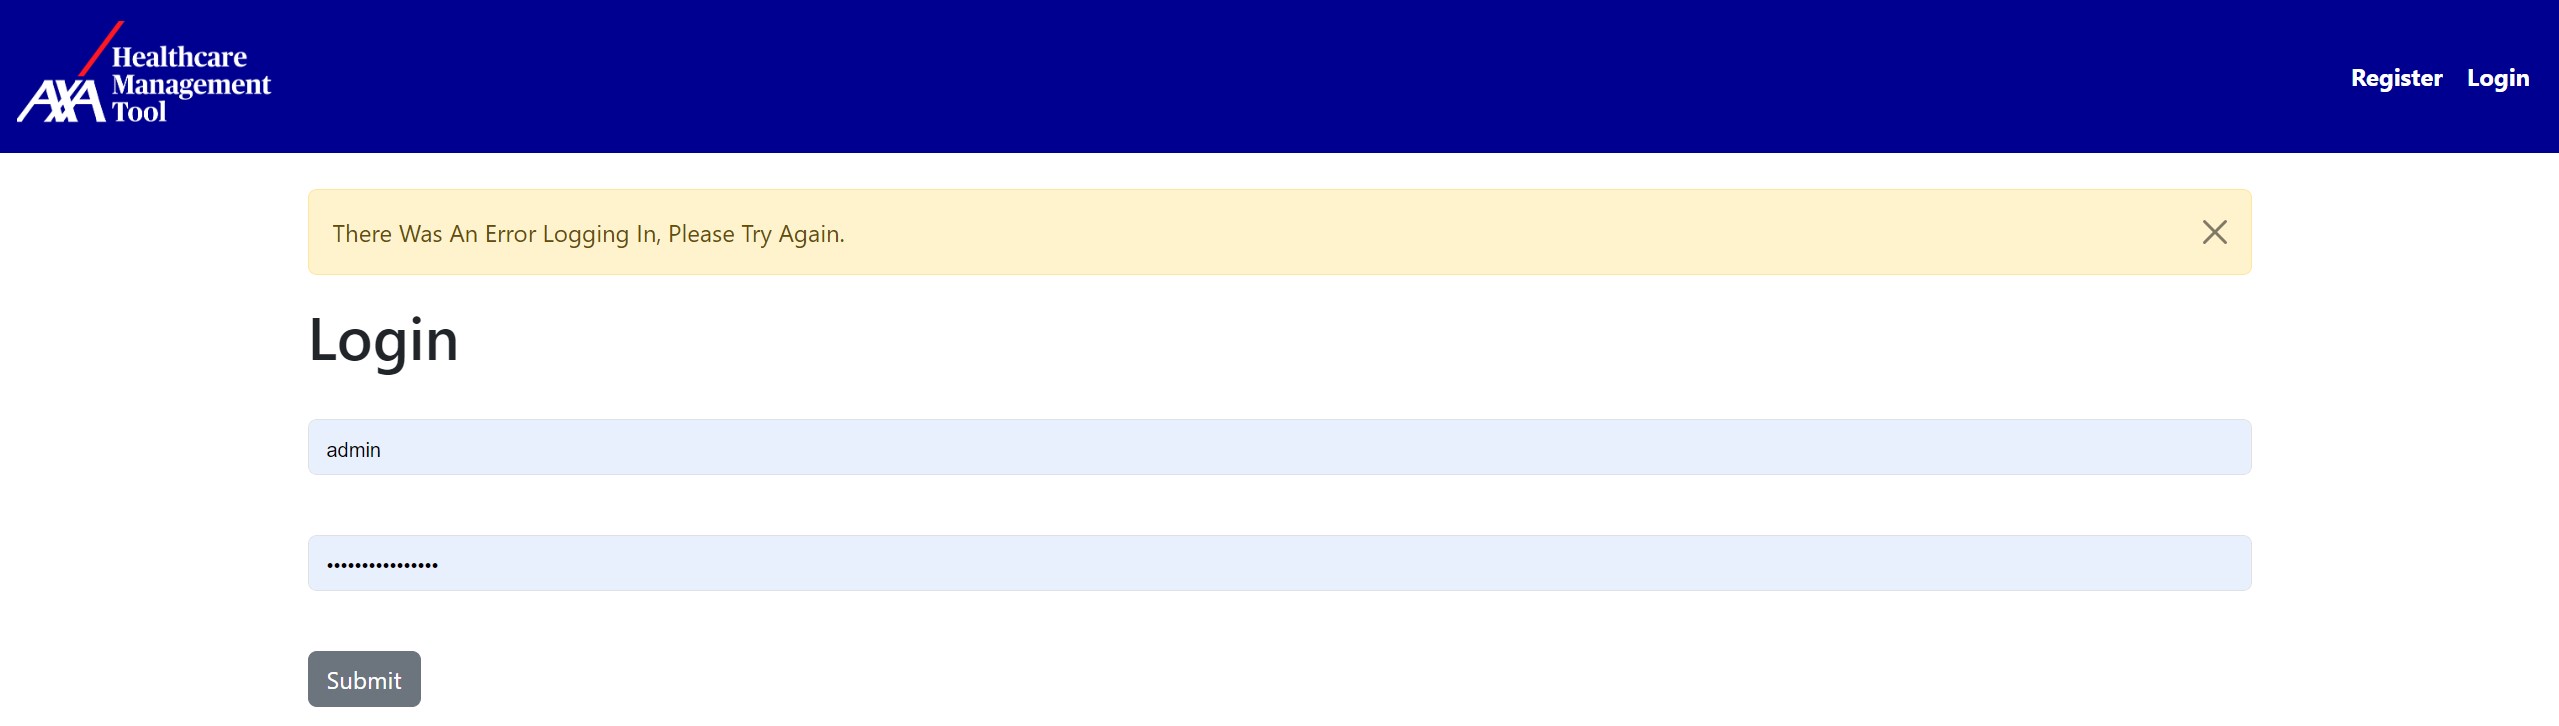 AXA
Healthcare
Management
Tool
Register Login
There Was An Error Logging In, Please Try Again.
Login
admin
••••••••••••••••
Submit